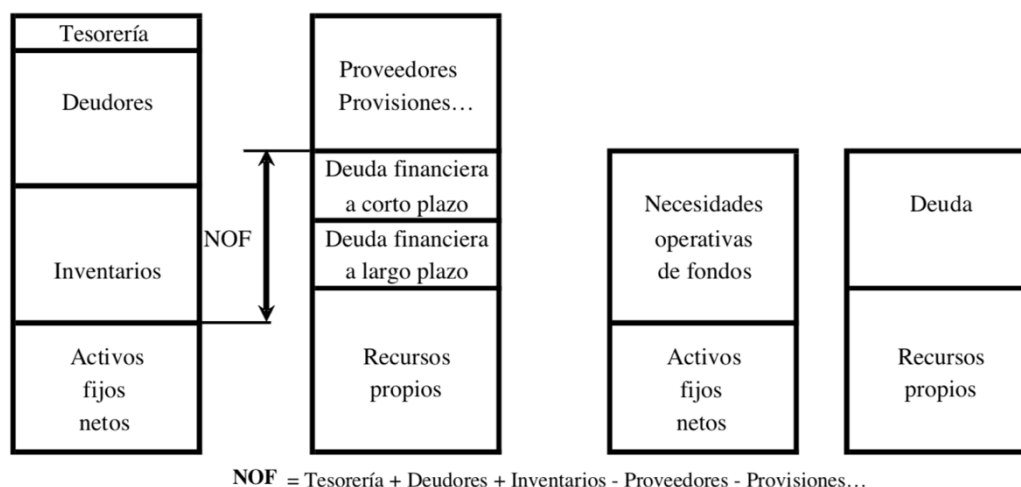 Tesorería
Deudores
Inventarios
Activos
fijos
netos
NOF
Proveedores
Provisiones…
Deuda financiera
a corto plazo
Deuda financiera
a largo plazo
Recursos
propios
Necesidades
operativas
de fondos
Activos
fijos
netos
Deuda
Recursos
propios
NOF = Tesorería + Deudores + Inventarios - Proveedores - Provisiones…